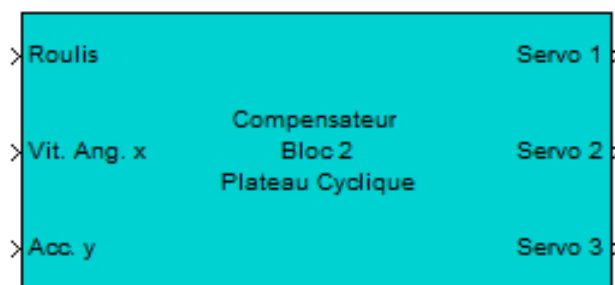 Roulis
Vit. Ang. x
Acc. y
Compensateur
Bloc 2
Plateau Cyclique
Servo 1
Servo 2
Servo 3